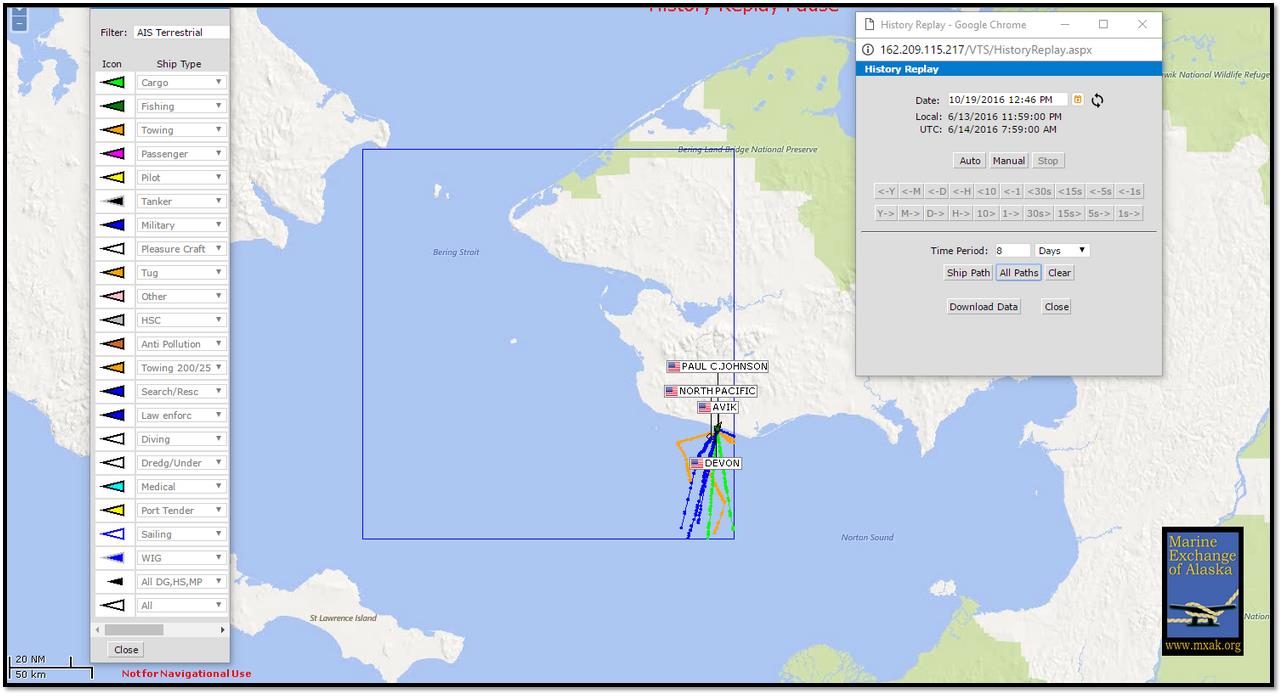 History Replay Pause
Filter: AIS Terrestrial
Icon Ship Type
Cargo
Fishing
Towing
Passenger
Pilot
Tanker
Military
Pleasure Craft
Tug
Other
HSC
Anti Pollution
Towing 200/25
Search/Resc
Law enforc
Diving
Dredg/Under
Medical
Port Tender
Sailing
WIG
All DG,HS,MP
All
Close
20 NM
50 km
Not for Navigational Use
Bering Strait
Bering Land Bridge National Preserve
PAUL C.JOHNSON
NORTH PACIFIC
AVIK
DEVON
Norton Sound
St Lawrence Island
History Replay - Google Chrome
162.209.115.217/VTS/HistoryReplay.aspx
History Replay
Date: 10/19/2016 12:46 PM
Local: 6/13/2016 11:59:00 PM
UTC: 6/14/2016 7:59:00 AM
Auto Manual Stop
<-Y <-M <-D <-H <10 <-1 <30s <15s <-5s <-1s
Y-> M-> D-> H-> 10> 1-> 30s> 15s> 5s-> 1s->
Time Period: 8 Days
Ship Path All Paths Clear
Download Data Close
wik National Wildlife Refuge
Marine
Exchange
of Alaska
www.mxak.org
Nation